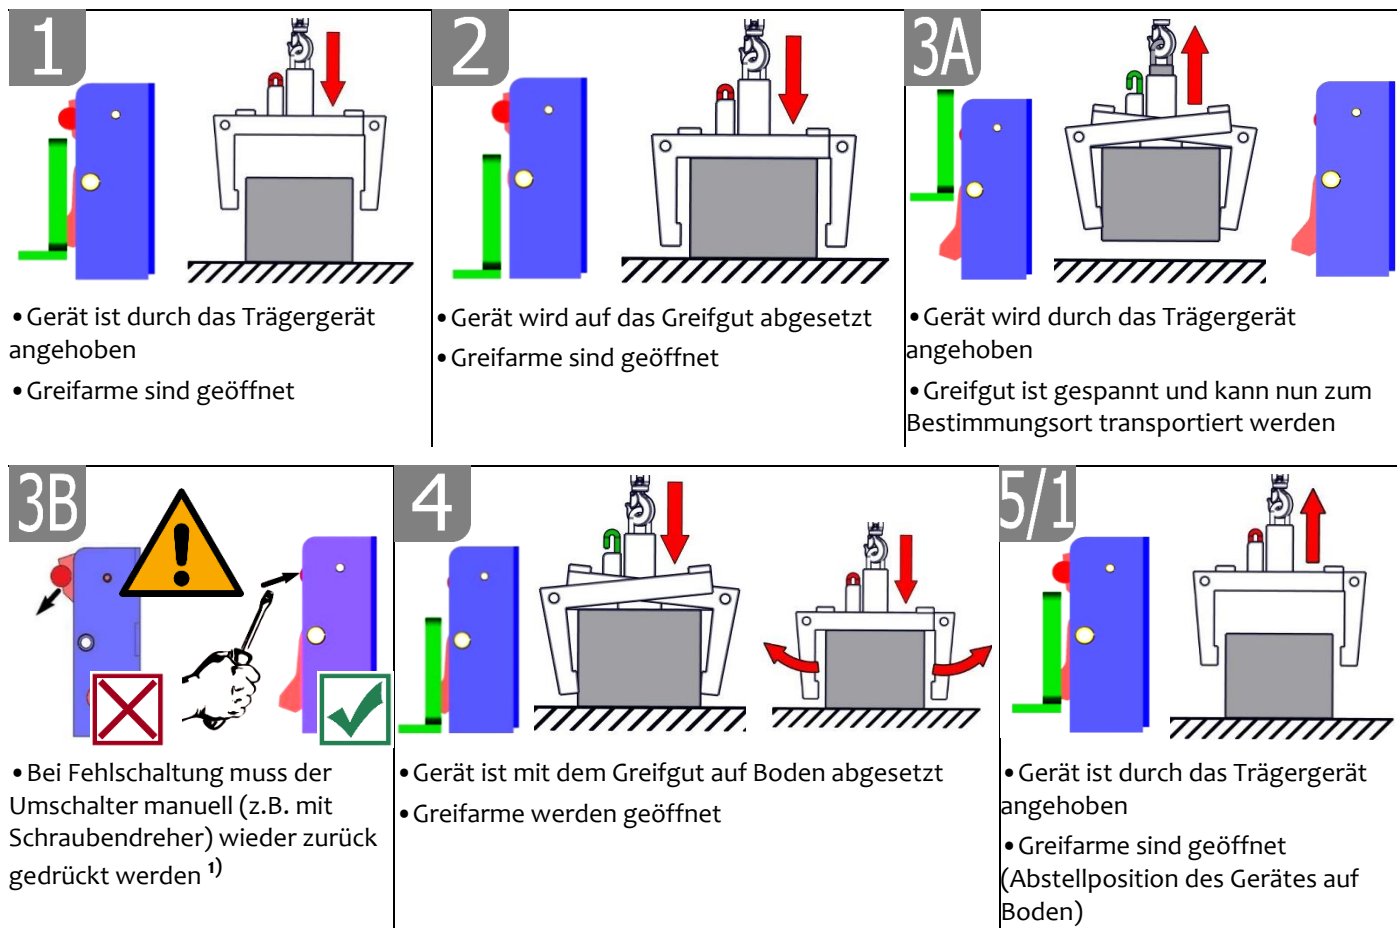 1
• Gerät ist durch das Trägergerät
angehoben
• Greifarme sind geöffnet
2
• Gerät wird auf das Greifgut abgesetzt
• Greifarme sind geöffnet
3A
• Gerät wird durch das Trägergerät
angehoben
• Greifgut ist gespannt und kann nun zum
Bestimmungsort transportiert werden
3B
• Bei Fehlschaltung muss der
Umschalter manuell (z.B. mit
Schraubendreher) wieder zurück
gedrückt werden ¹⁾
4
• Gerät ist mit dem Greifgut auf Boden abgesetzt
• Greifarme werden geöffnet
5/1
• Gerät ist durch das Trägergerät
angehoben
• Greifarme sind geöffnet
(Abstellposition des Gerätes auf
Boden)